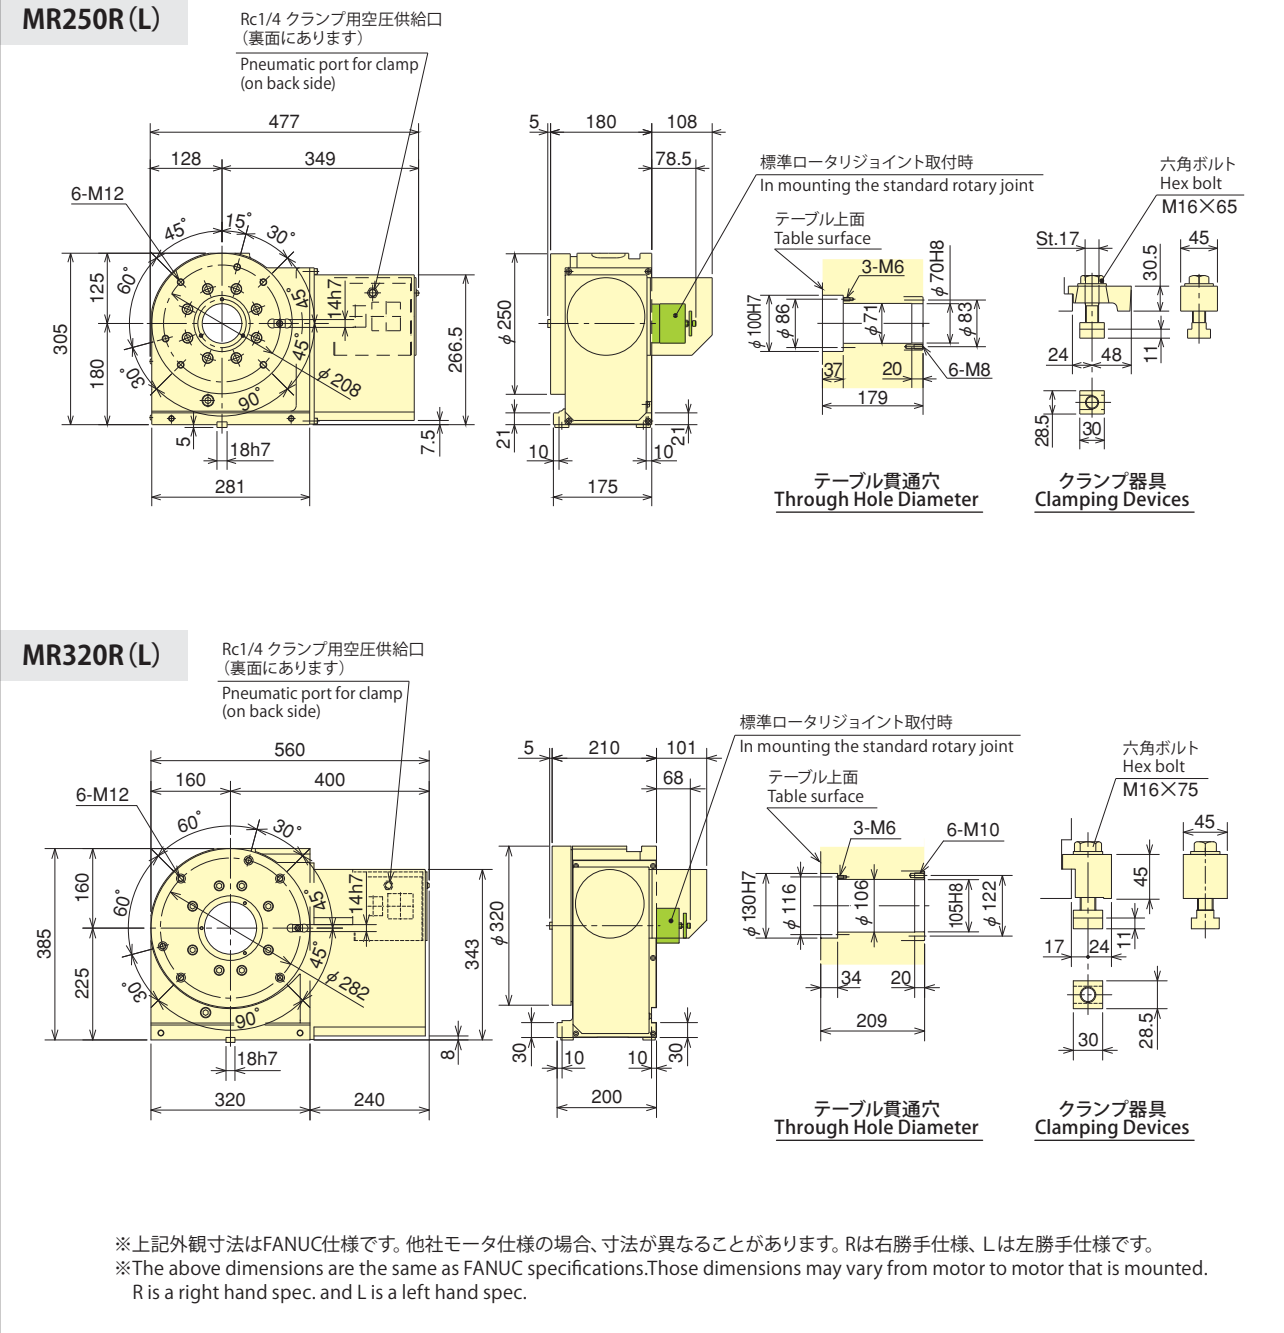 MR250R（L）
Rc1/4 クランプ用空圧供給口
（裏面にあります）
Pneumatic port for clamp
(on back side)
477
128
349
6-M12
45°
15°
30°
60°
45°
14h7
45°
30°
90°
φ208
305
125
180
266.5
5
18h7
7.5
281
5
180
108
78.5
標準ロータリジョイント取付時
In mounting the standard rotary joint
φ250
21
10
10
21
175
テーブル上面
Table surface
3-M6
φ70H8
φ100H7
φ86
φ71
φ83
37
20
6-M8
179
テーブル貫通穴
Through Hole Diameter
六角ボルト
Hex bolt
M16×65
St.17
45
30.5
24
48
11
28.5
30
クランプ器具
Clamping Devices
MR320R（L）
Rc1/4 クランプ用空圧供給口
（裏面にあります）
Pneumatic port for clamp
(on back side)
560
160
400
6-M12
60°
30°
60°
45°
14h7
45°
30°
90°
φ282
385
160
225
343
18h7
8
320
240
5
210
101
68
標準ロータリジョイント取付時
In mounting the standard rotary joint
φ320
30
10
10
30
200
テーブル上面
Table surface
3-M6
6-M10
φ130H7
φ116
φ106
105H8
φ122
34
20
209
テーブル貫通穴
Through Hole Diameter
六角ボルト
Hex bolt
M16×75
45
45
17
24
11
28.5
30
クランプ器具
Clamping Devices
※上記外観寸法はFANUC仕様です。他社モータ仕様の場合、寸法が異なることがあります。Rは右勝手仕様、Lは左勝手仕様です。
※The above dimensions are the same as FANUC specifications.Those dimensions may vary from motor to motor that is mounted.
R is a right hand spec. and L is a left hand spec.